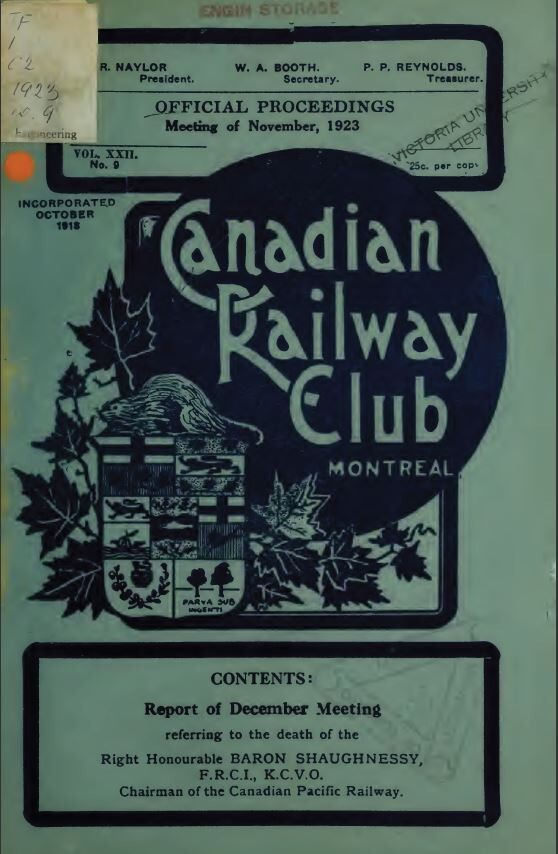 ENGIN STORAGE
TF
1
C2
1923
Engineering
R. NAYLOR
President.
W. A. BOOTH.
Secretary.
P. P. REYNOLDS.
Treasurer.
OFFICIAL PROCEEDINGS
Meeting of November, 1923
VOL. XXII.
No. 9
VICTORIA UNIVERSITY
LIBRARY
25c. per copy
INCORPORATED
OCTOBER
1918
Canadian
Railway
Club
MONTREAL
PARVA SUB
INGENTI
CONTENTS:
Report of December Meeting
referring to the death of the
Right Honourable BARON SHAUGHNESSY,
F.R.C.I., K.C.V.O.
Chairman of the Canadian Pacific Railway.